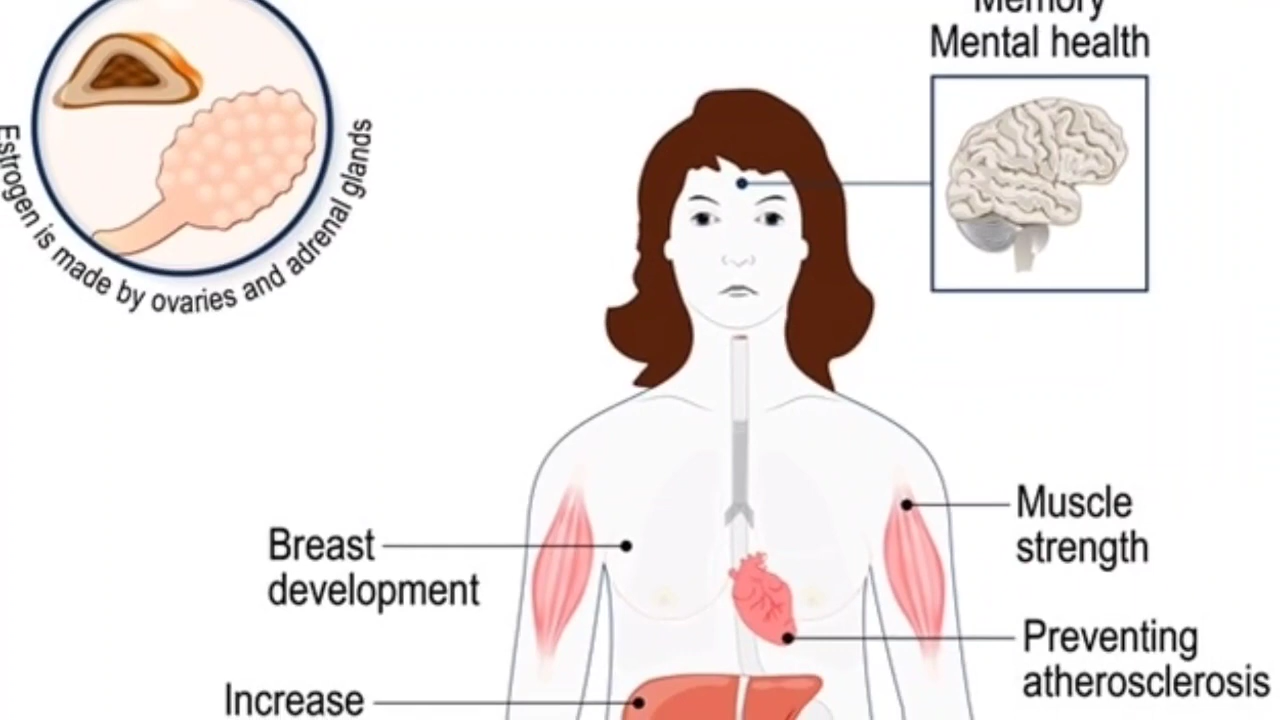 Memory
Mental health
Estrogen is made by ovaries and adrenal glands
Muscle
strength
Breast
development
Preventing
atherosclerosis
Increase